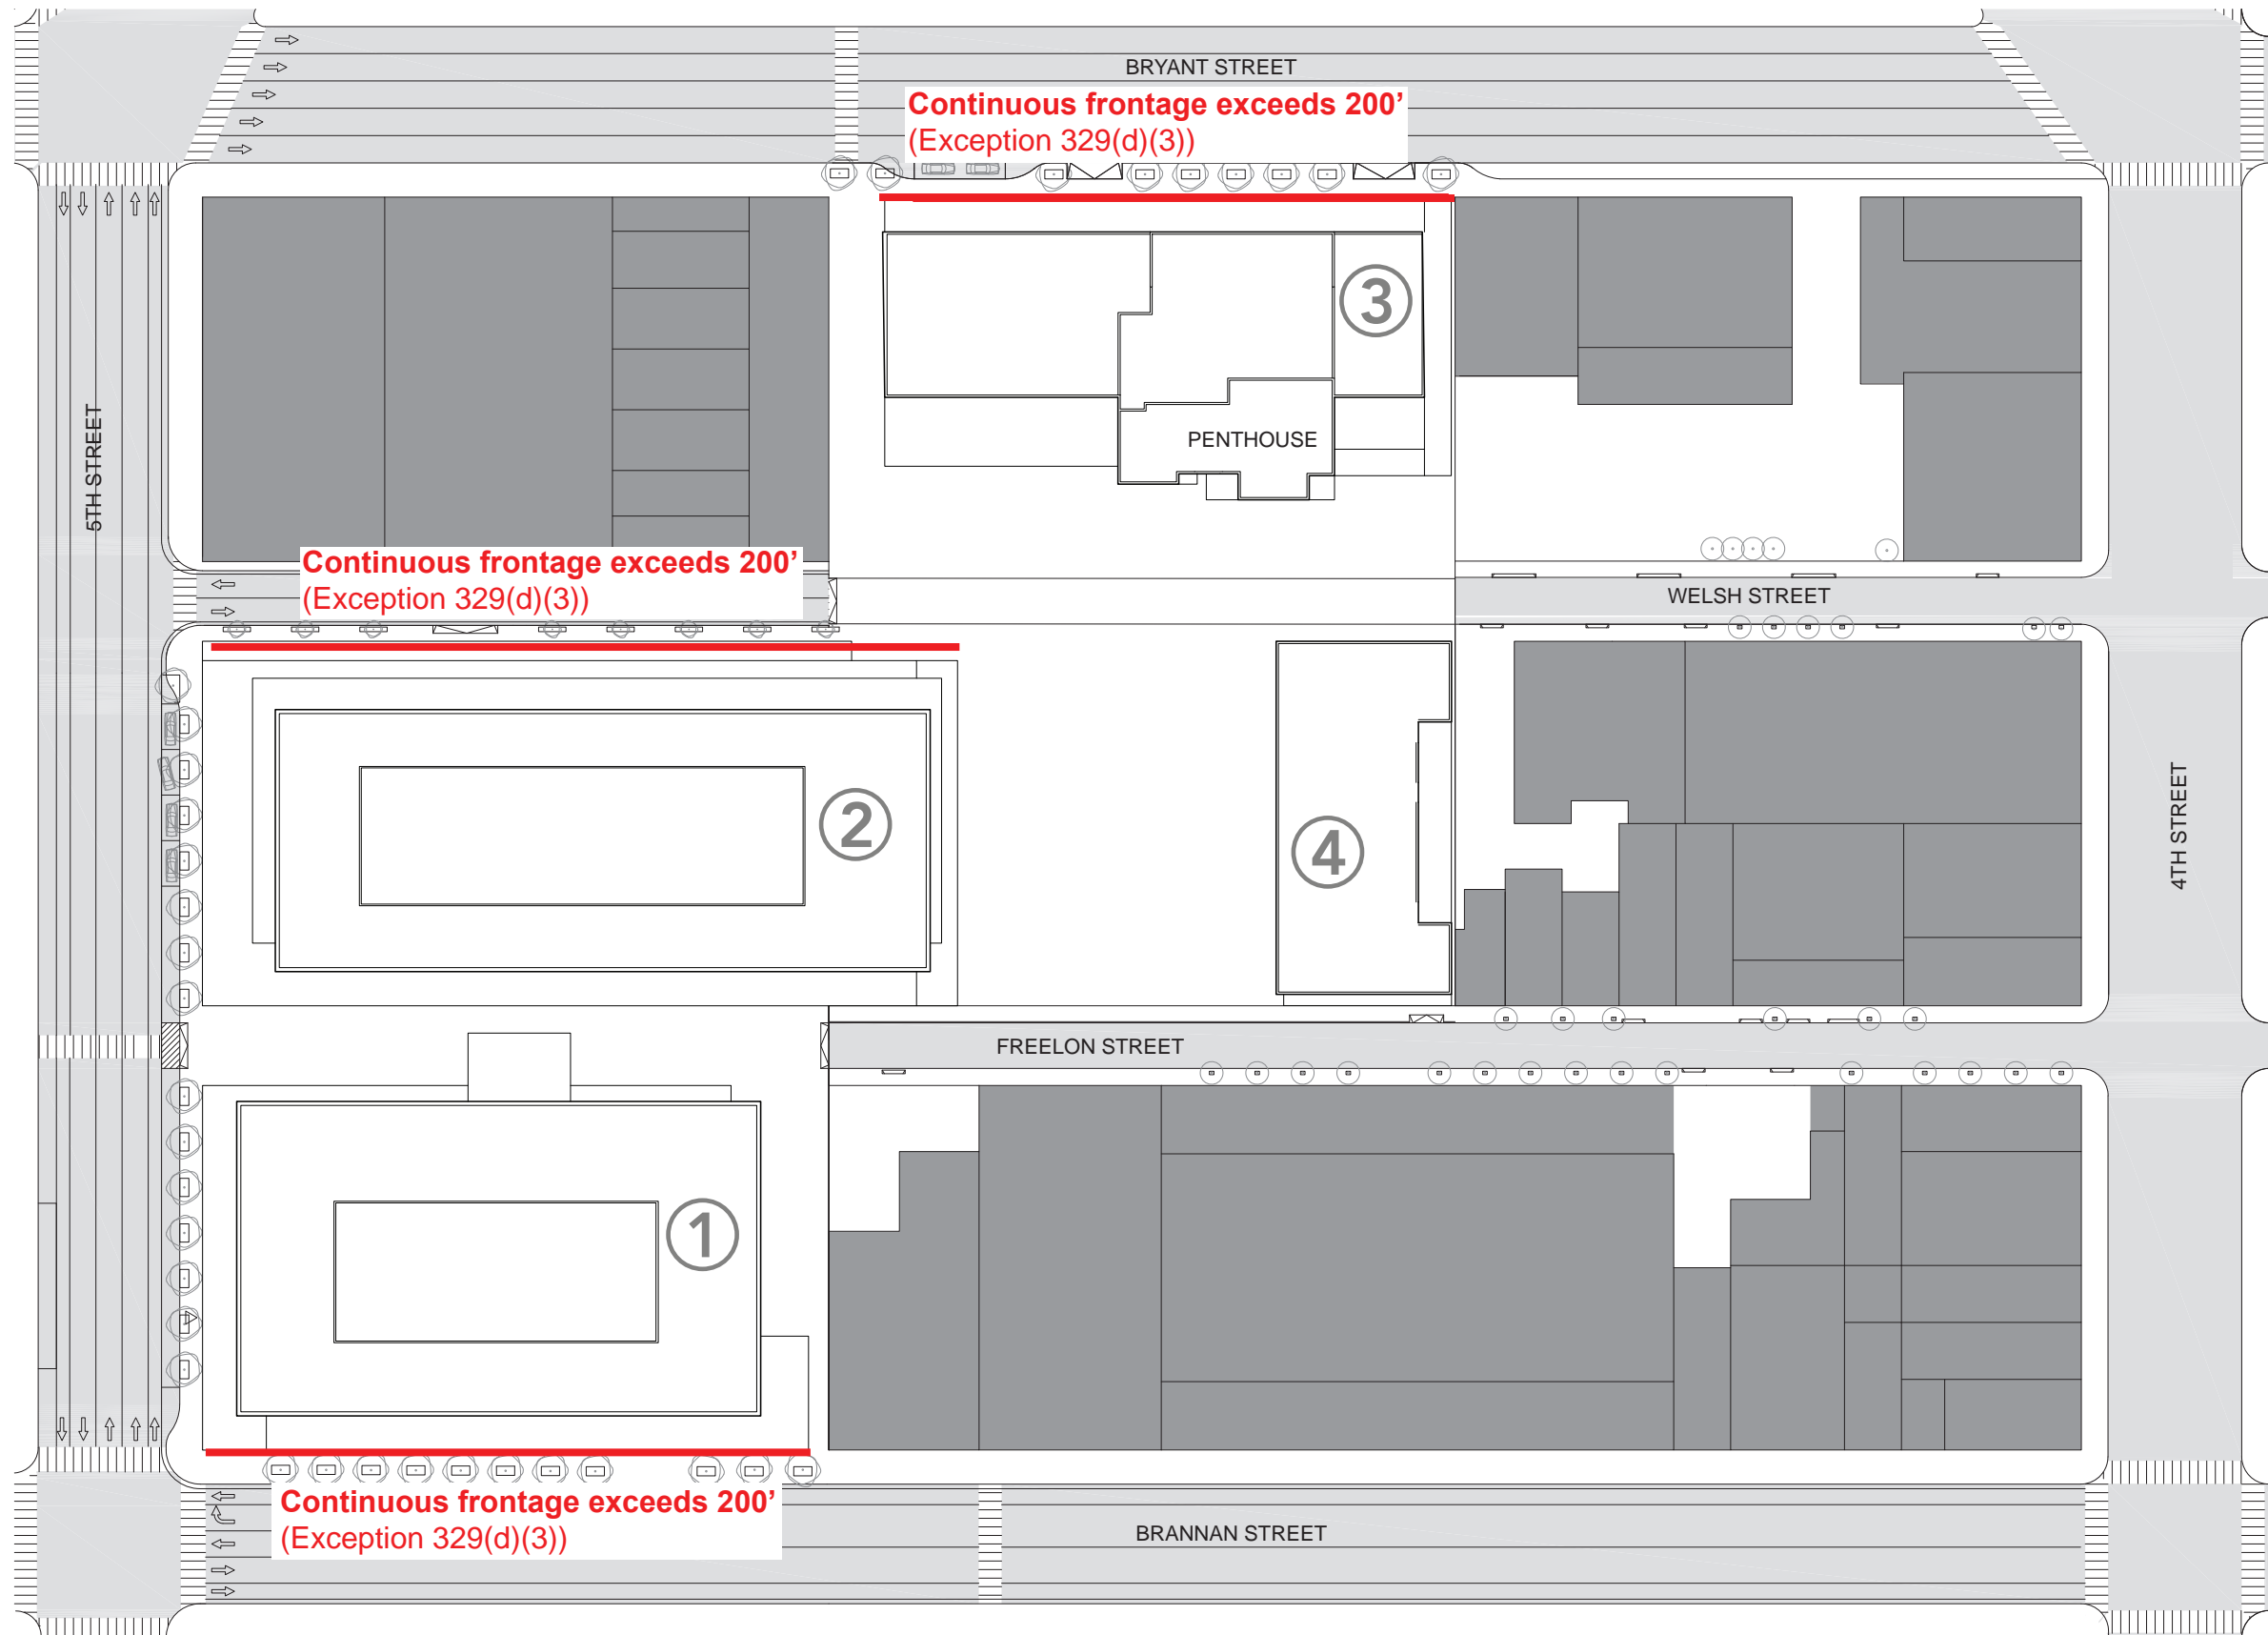 BRYANT STREET
Continuous frontage exceeds 200’
(Exception 329(d)(3))
3
5TH STREET
PENTHOUSE
Continuous frontage exceeds 200’
(Exception 329(d)(3))
WELSH STREET
2
4
4TH STREET
FREELON STREET
1
Continuous frontage exceeds 200’
(Exception 329(d)(3))
BRANNAN STREET